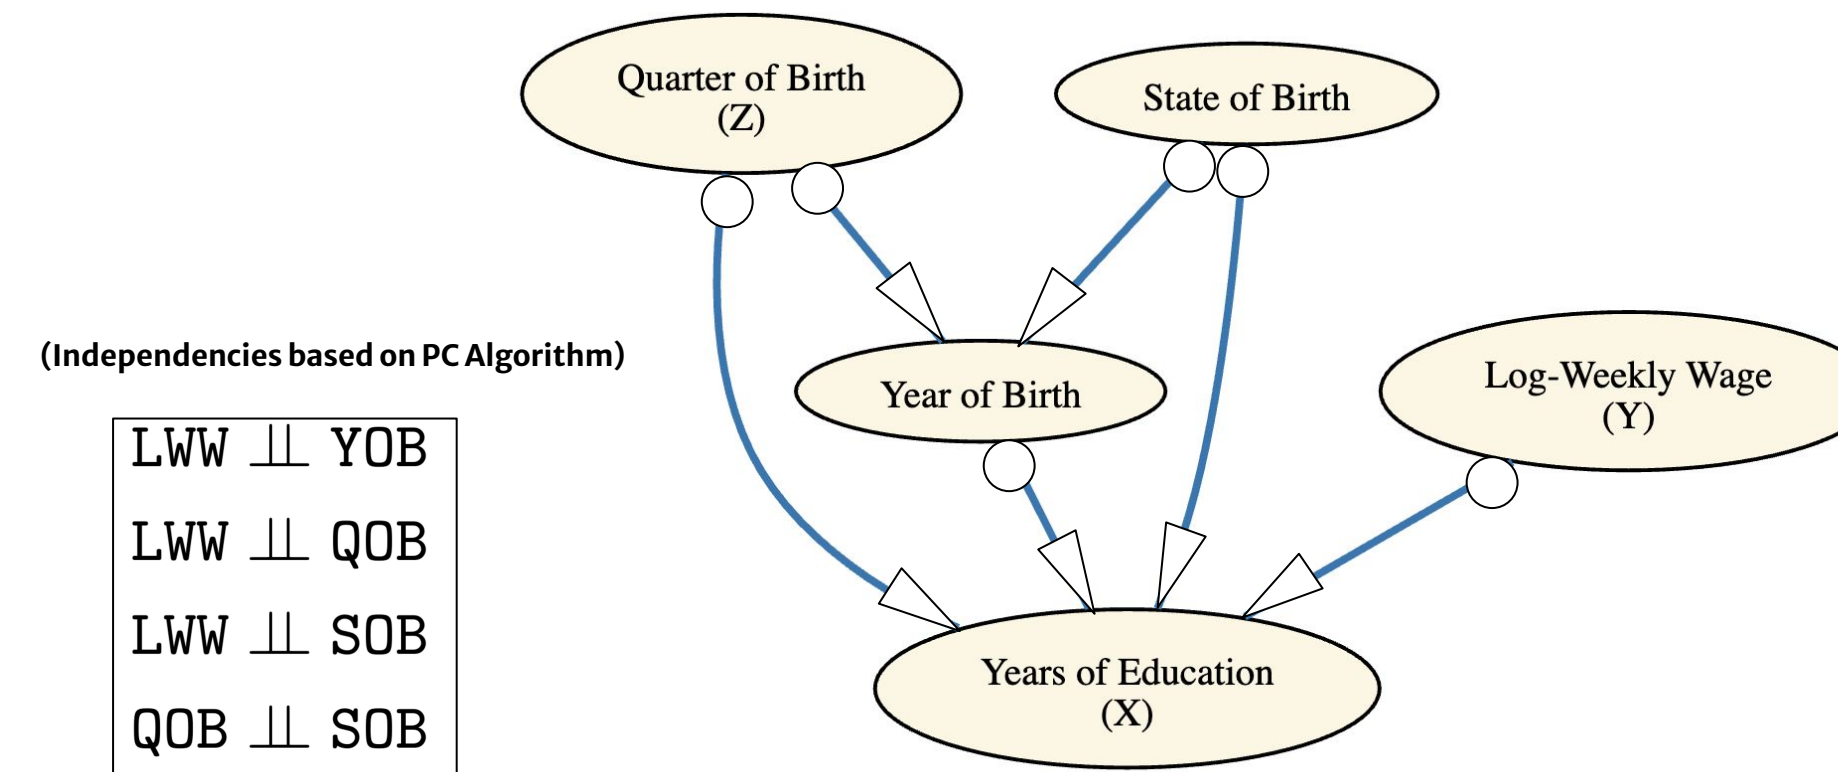 Quarter of Birth
(Z)
State of Birth
(Independencies based on PC Algorithm)
Year of Birth
Log-Weekly Wage
(Y)
LWW ⫫ YOB
LWW ⫫ QOB
LWW ⫫ SOB
QOB ⫫ SOB
Years of Education
(X)